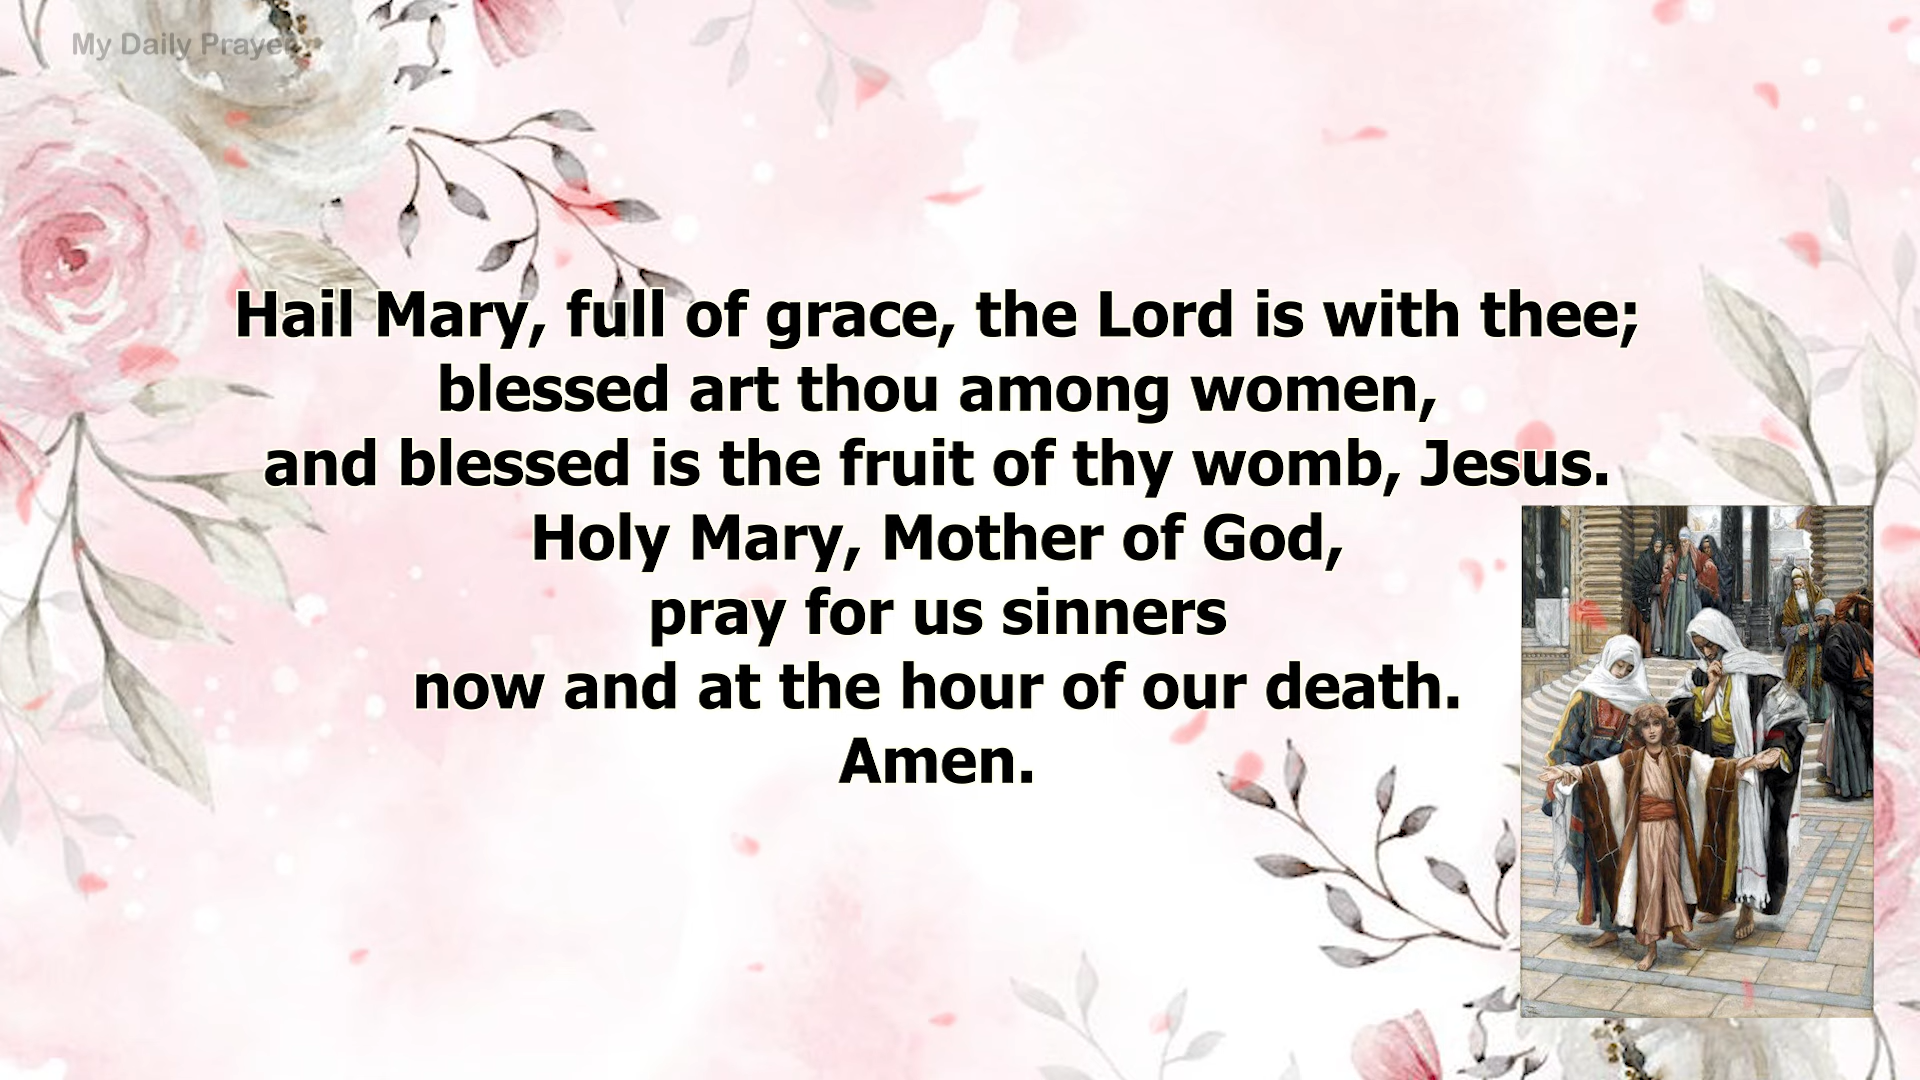 My Daily Prayer
Hail Mary, full of grace, the Lord is with thee;
blessed art thou among women,
and blessed is the fruit of thy womb, Jesus.
Holy Mary, Mother of God,
pray for us sinners
now and at the hour of our death.
Amen.